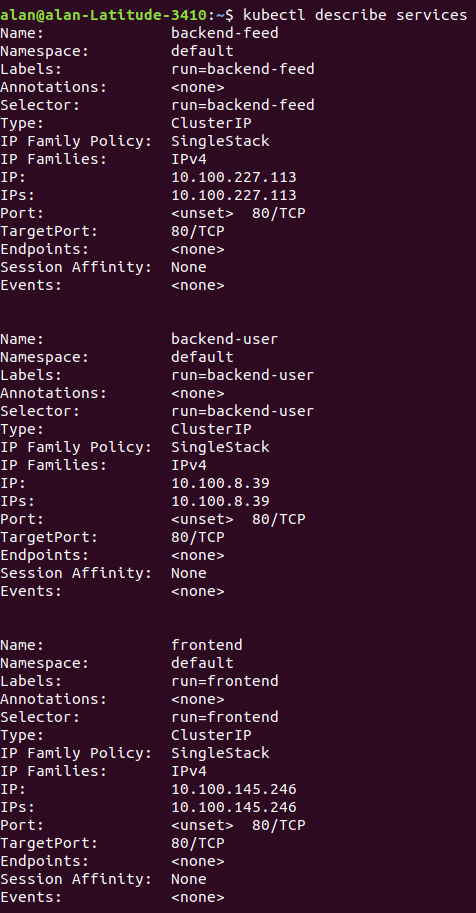 alan@alan-Latitude-3410:~$ kubectl describe services
Name:              backend-feed
Namespace:         default
Labels:            run=backend-feed
Annotations:       <none>
Selector:          run=backend-feed
Type:              ClusterIP
IP Family Policy:  SingleStack
IP Families:       IPv4
IP:                10.100.227.113
IPs:               10.100.227.113
Port:              <unset>  80/TCP
TargetPort:        80/TCP
Endpoints:         <none>
Session Affinity:  None
Events:            <none>
Name:              backend-user
Namespace:         default
Labels:            run=backend-user
Annotations:       <none>
Selector:          run=backend-user
Type:              ClusterIP
IP Family Policy:  SingleStack
IP Families:       IPv4
IP:                10.100.8.39
IPs:               10.100.8.39
Port:              <unset>  80/TCP
TargetPort:        80/TCP
Endpoints:         <none>
Session Affinity:  None
Events:            <none>
Name:              frontend
Namespace:         default
Labels:            run=frontend
Annotations:       <none>
Selector:          run=frontend
Type:              ClusterIP
IP Family Policy:  SingleStack
IP Families:       IPv4
IP:                10.100.145.246
IPs:               10.100.145.246
Port:              <unset>  80/TCP
TargetPort:        80/TCP
Endpoints:         <none>
Session Affinity:  None
Events:            <none>